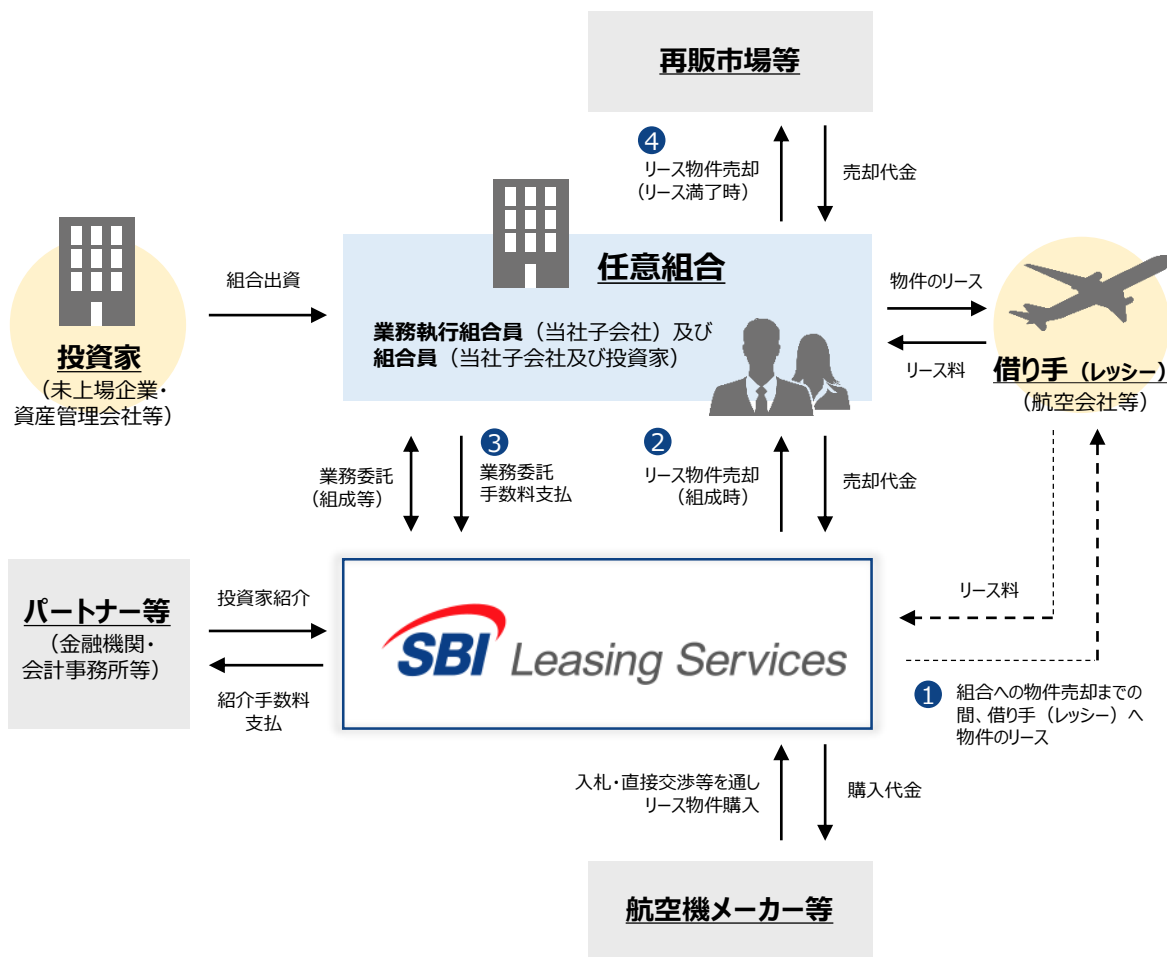 再販市場等
4
リース物件売却
(リース満了時)
売却代金
組合出資
任意組合
業務執行組合員（当社子会社）及び
組合員（当社子会社及び投資家）
物件のリース
リース料
投資家
（未上場企業・
資産管理会社等）
借り手（レッシー）
（航空会社等）
業務委託
(組成等)
3
業務委託
手数料支払
2
リース物件売却
(組成時)
売却代金
パートナー等
（金融機関・
会計事務所等）
投資家紹介
紹介手数料
支払
SBI Leasing Services
リース料
1
組合への物件売却までの
間、借り手（レッシー）へ
物件のリース
入札・直接交渉等を通し
リース物件購入
購入代金
航空機メーカー等